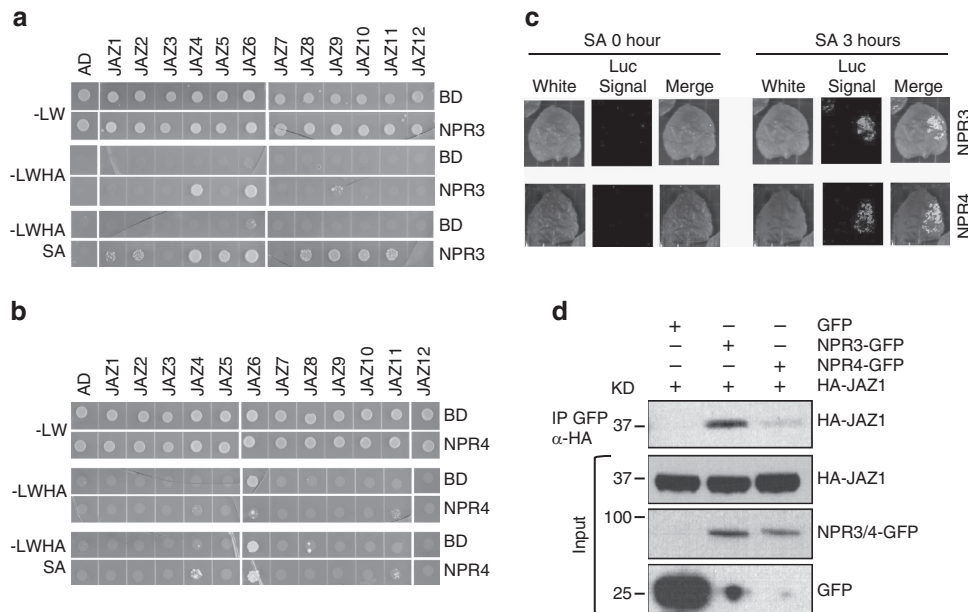 a
AD JAZ1 JAZ2 JAZ3 JAZ4 JAZ5 JAZ6 JAZ7 JAZ8 JAZ9 JAZ10 JAZ11 JAZ12
-LW
BD
NPR3
-LWHA
BD
NPR3
-LWHA
SA
BD
NPR3
b
AD JAZ1 JAZ2 JAZ3 JAZ4 JAZ5 JAZ6 JAZ7 JAZ8 JAZ9 JAZ10 JAZ11 JAZ12
-LW
BD
NPR4
-LWHA
BD
NPR4
-LWHA
SA
BD
NPR4
c
SA 0 hour SA 3 hours
Luc Luc
White Signal Merge White Signal Merge
NPR3
NPR4
d
+ – – GFP
– + – NPR3-GFP
– – + NPR4-GFP
KD + + + HA-JAZ1
IP GFP
α-HA
37 – HA-JAZ1
Input
37 – HA-JAZ1
100 – NPR3/4-GFP
25 – GFP